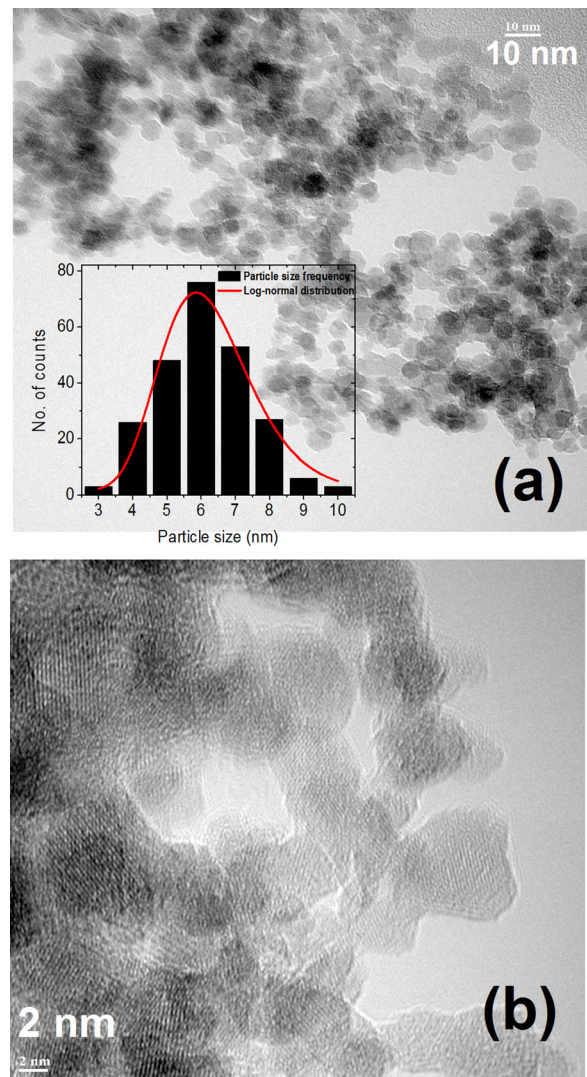 10 nm
10 nm
Particle size frequency
Log-normal distribution
80
60
40
20
0
No. of counts
3 4 5 6 7 8 9 10
Particle size (nm)
(a)
2 nm
2 nm
(b)